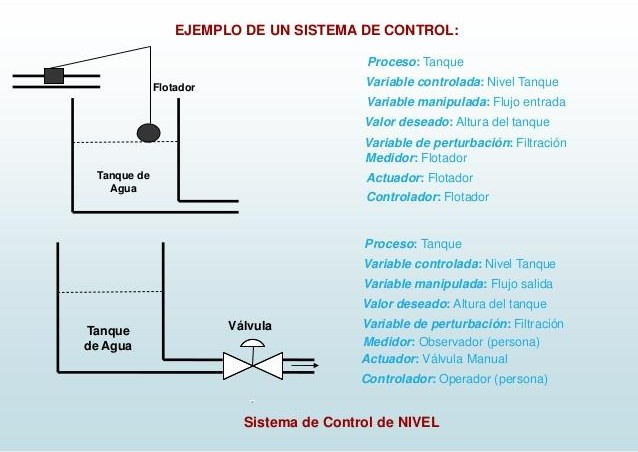 EJEMPLO DE UN SISTEMA DE CONTROL:
Flotador
Tanque de
Agua
Proceso: Tanque
Variable controlada: Nivel Tanque
Variable manipulada: Flujo entrada
Valor deseado: Altura del tanque
Variable de perturbación: Filtración
Medidor: Flotador
Actuador: Flotador
Controlador: Flotador
Tanque
de Agua
Válvula
Proceso: Tanque
Variable controlada: Nivel Tanque
Variable manipulada: Flujo salida
Valor deseado: Altura del tanque
Variable de perturbación: Filtración
Medidor: Observador (persona)
Actuador: Válvula Manual
Controlador: Operador (persona)
Sistema de Control de NIVEL